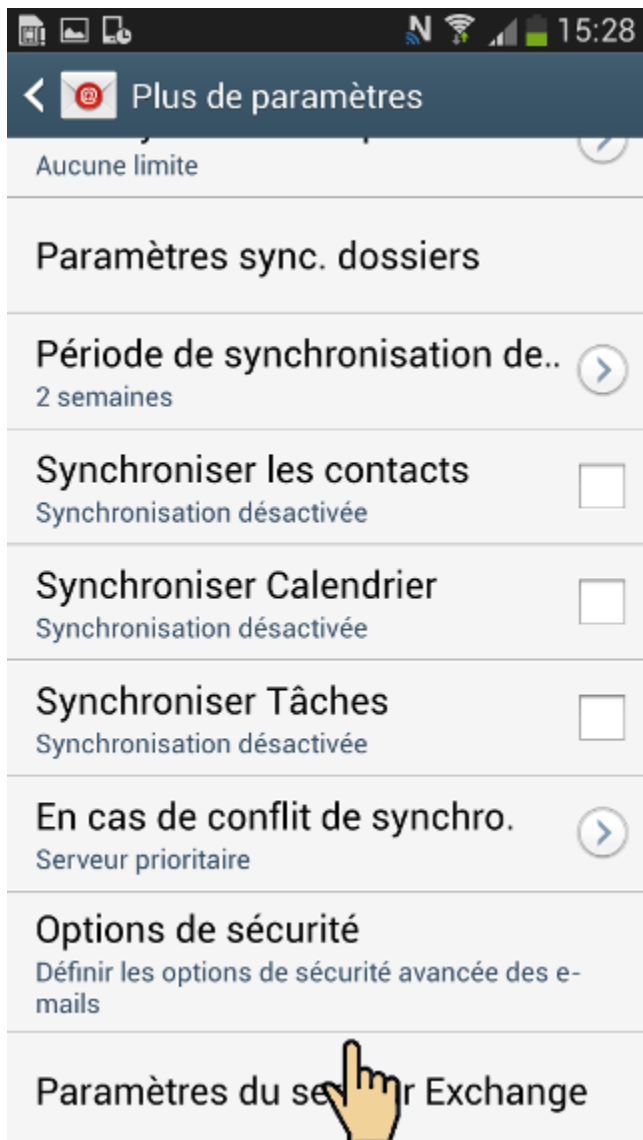 15:28
Plus de paramètres
Aucune limite
Paramètres sync. dossiers
Période de synchronisation de..
2 semaines
Synchroniser les contacts
Synchronisation désactivée
Synchroniser Calendrier
Synchronisation désactivée
Synchroniser Tâches
Synchronisation désactivée
En cas de conflit de synchro.
Serveur prioritaire
Options de sécurité
Définir les options de sécurité avancée des e-
mails
Paramètres du Exchange